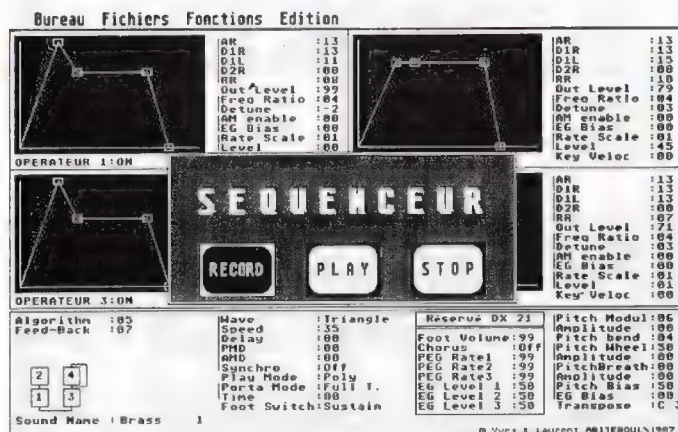 Bureau Fichiers Fonctions Edition
AR :13
D1R :13
D1L :11
D2R :00
RR :08
Out Level :99
Freq Ratio :04
Detune :-2
AM enable :00
EG Bias :00
Rate Scale :01
Level :00
OPERATEUR 1:ON
AR :13
D1R :13
D1L :15
D2R :00
RR :10
Out Level :79
Freq Ratio :04
Detune :03
AM enable :00
EG Bias :00
Rate Scale :01
Level :45
Key Veloc :00
SEQUENCEUR
RECORD PLAY STOP
OPERATEUR 3:ON
AR :13
D1R :13
D1L :13
D2R :00
RR :07
Out Level :71
Freq Ratio :04
Detune :03
AM enable :00
EG Bias :00
Rate Scale :01
Level :01
Key Veloc :00
Algorithm :05
Feed-Back :07
2 4
1 3
Sound Name : Brass 1
Wave :Triangle
Speed :35
Delay :00
PMD :00
AMD :00
Synchro :Off
Play Mode :Poly
Porta Mode :Full T.
Time :00
Foot Switch:Sustain
Réservé DX 21
Foot Volume:99
Chorus :Off
PEG Rate1 :99
PEG Rate2 :99
PEG Rate3 :99
EG Level 1 :50
EG Level 2 :50
EG Level 3 :50
Pitch Modul:06
Amplitude :00
Pitch bend :04
Pitch Wheel:50
Amplitude :00
PitchBreath:00
Amplitude :00
Pitch Bias :50
EG Bias :00
Transpose :C 3
Laurent 1987